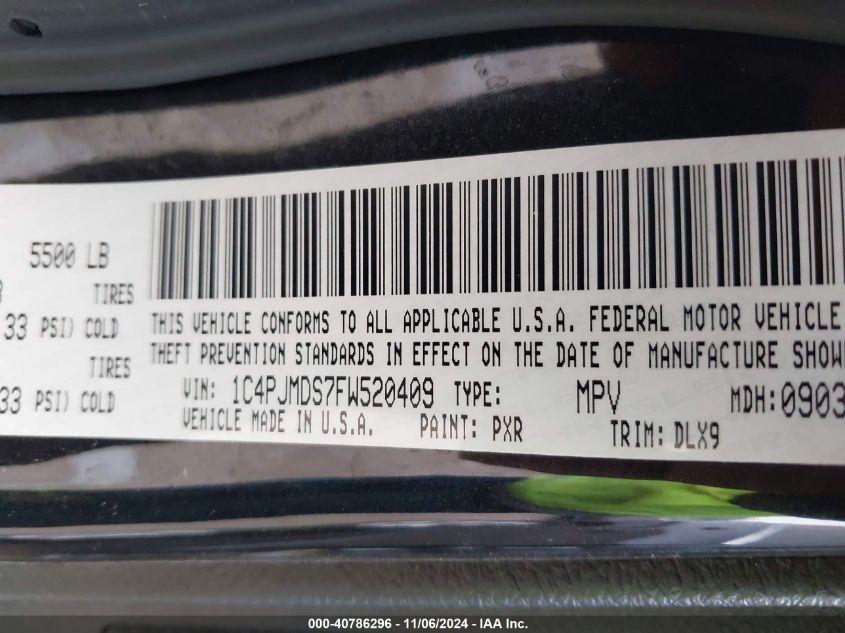 5500 LB
TIRES
33 PSI) COLD
TIRES
33 PSI) COLD
THIS VEHICLE CONFORMS TO ALL APPLICABLE U.S.A. FEDERAL MOTOR VEHICLE
THEFT PREVENTION STANDARDS IN EFFECT ON THE DATE OF MANUFACTURE SHOW
VIN: 1C4PJMDS7FW520409 TYPE: MPV MDH: 0903
VEHICLE MADE IN U.S.A. PAINT: PXR TRIM: DLX9
000-40786296 - 11/06/2024 - IAA Inc.